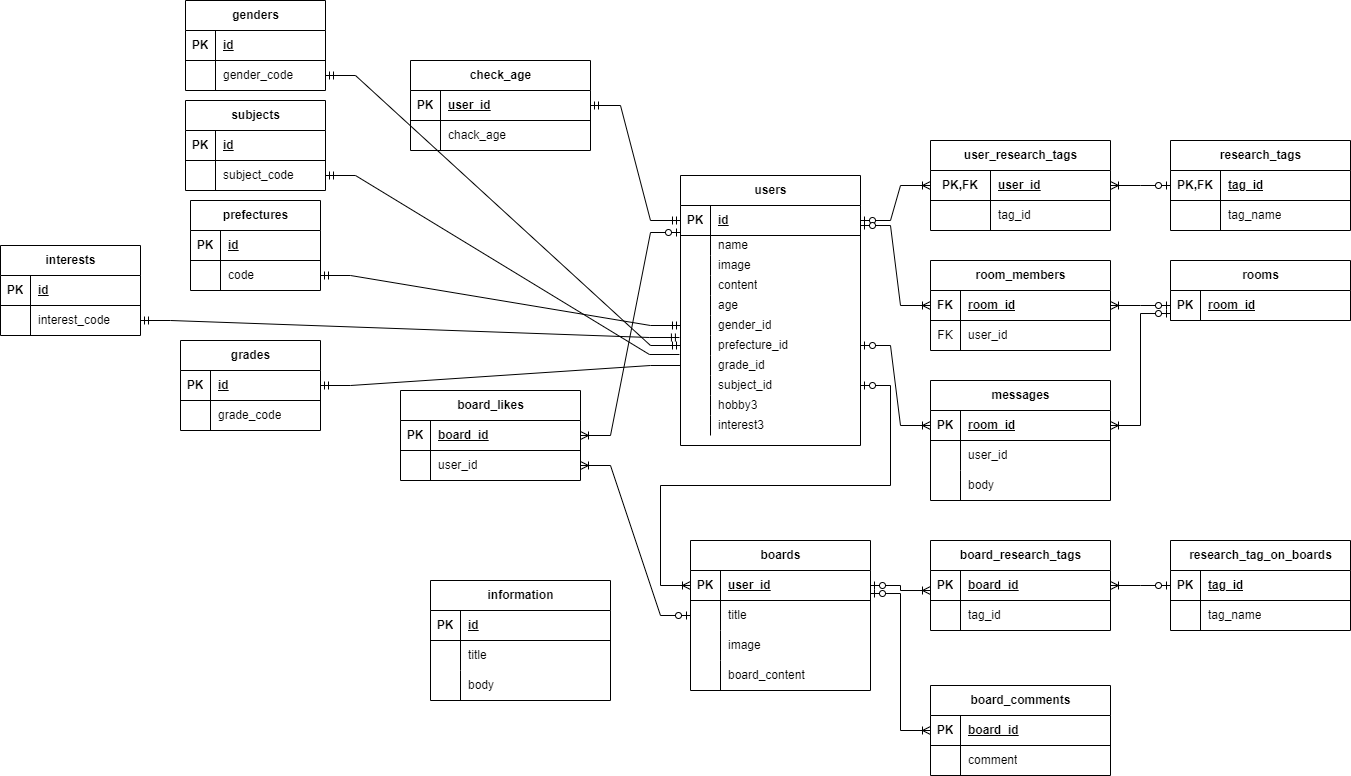 genders
PK id
gender_code
subjects
PK id
subject_code
prefectures
PK id
code
interests
PK id
interest_code
grades
PK id
grade_code
check_age
PK user_id
chack_age
board_likes
PK board_id
user_id
information
PK id
title
body
users
PK id
name
image
content
age
gender_id
prefecture_id
grade_id
subject_id
hobby3
interest3
boards
PK user_id
title
image
board_content
user_research_tags
PK,FK user_id
tag_id
research_tags
PK,FK tag_id
tag_name
room_members
FK room_id
FK user_id
rooms
PK room_id
messages
PK room_id
user_id
body
board_research_tags
PK board_id
tag_id
research_tag_on_boards
PK tag_id
tag_name
board_comments
PK board_id
comment